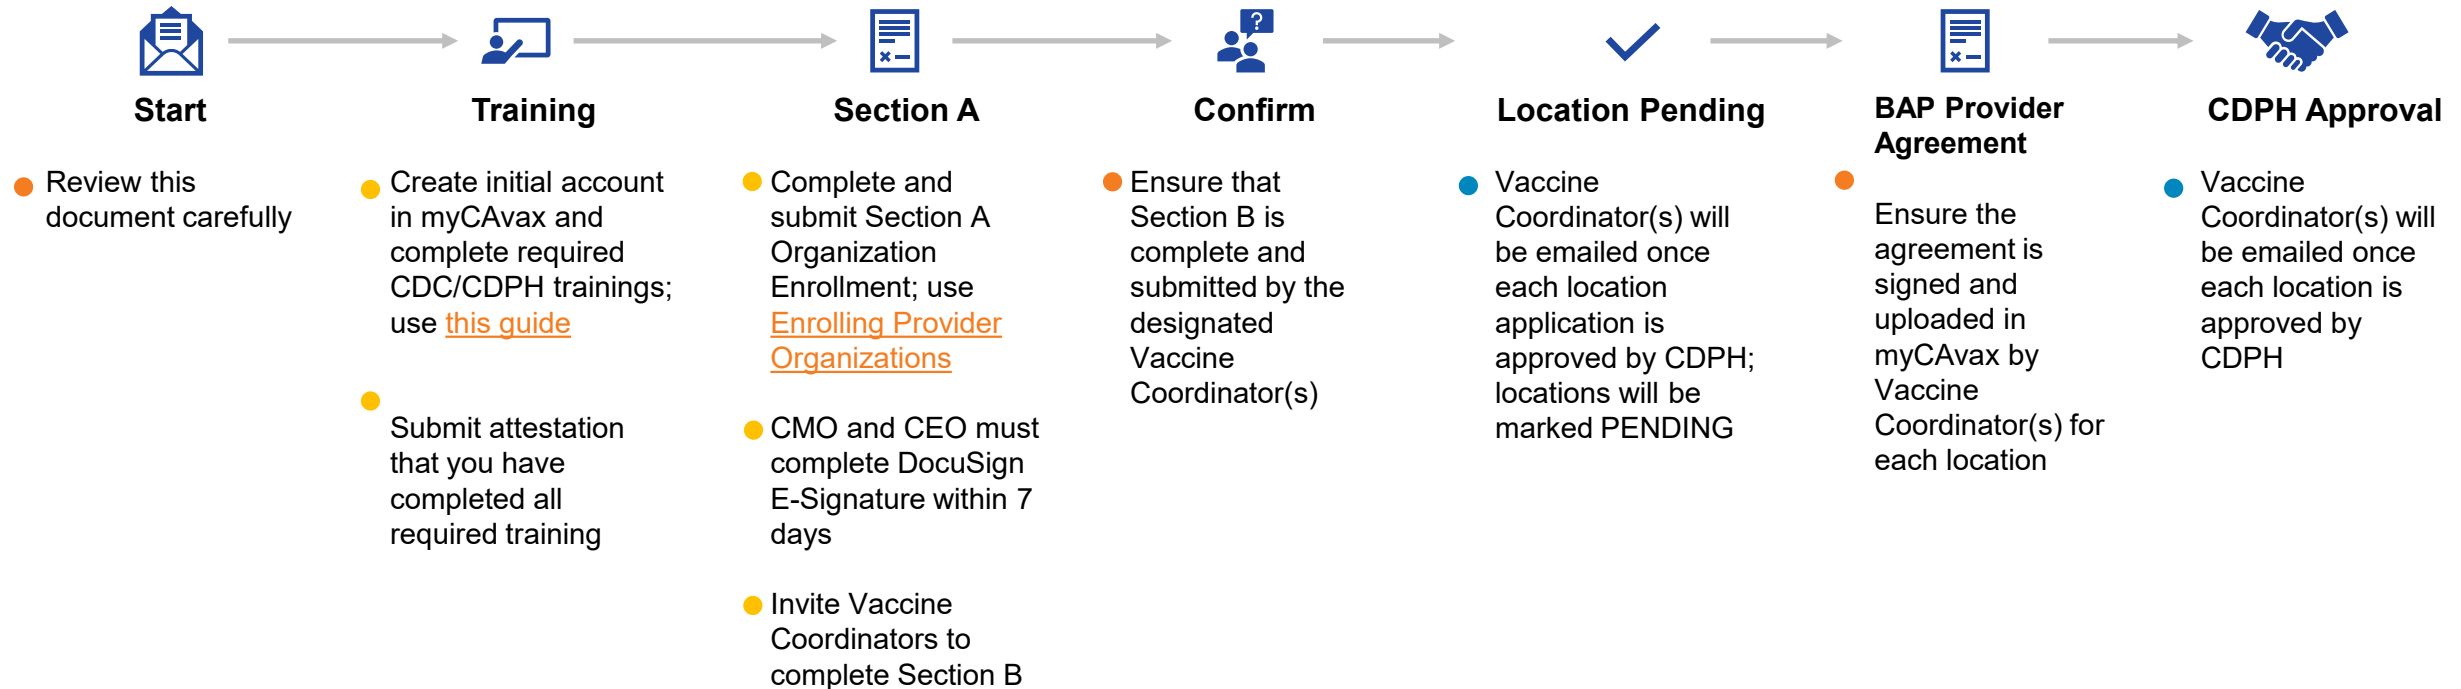 Start
Review this
document carefully
Training
Create initial account
in myCAvax and
complete required
CDC/CDPH trainings;
use this guide
Submit attestation
that you have
completed all
required training
Section A
Complete and
submit Section A
Organization
Enrollment; use
Enrolling Provider
Organizations
CMO and CEO must
complete DocuSign
E-Signature within 7
days
Invite Vaccine
Coordinators to
complete Section B
?
Confirm
Ensure that
Section B is
complete and
submitted by the
designated
Vaccine
Coordinator(s)
Location Pending
Vaccine
Coordinator(s) will
be emailed once
each location
application is
approved by CDPH;
locations will be
marked PENDING
BAP Provider
Agreement
Ensure the
agreement is
signed and
uploaded in
myCAvax by
Vaccine
Coordinator(s) for
each location
CDPH Approval
Vaccine
Coordinator(s) will
be emailed once
each location is
approved by
CDPH